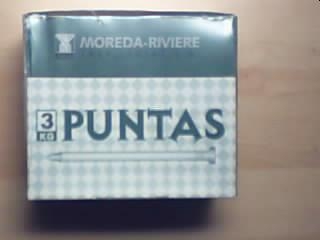 MOREDA-RIVIERE
3
KG
PUNTAS